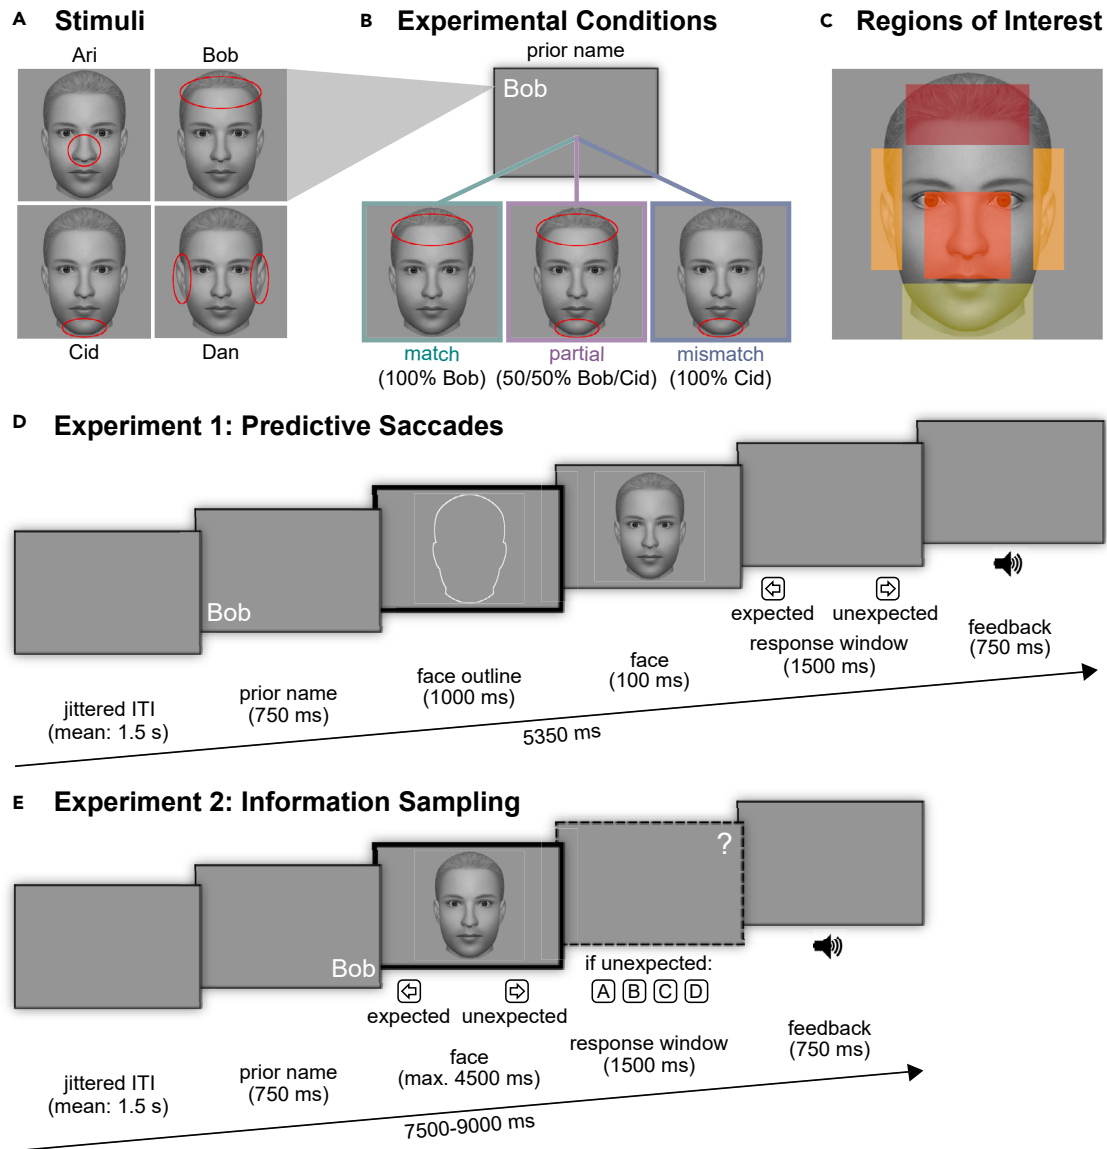 A Stimuli
Ari Bob
Cid Dan
B Experimental Conditions
prior name
Bob
match partial mismatch
(100% Bob) (50/50% Bob/Cid) (100% Cid)
C Regions of Interest
D Experiment 1: Predictive Saccades
Bob
expected unexpected
jittered ITI
(mean: 1.5 s)
prior name
(750 ms)
face outline
(1000 ms)
face
(100 ms)
response window
(1500 ms)
feedback
(750 ms)
5350 ms
E Experiment 2: Information Sampling
Bob
?
expected unexpected
if unexpected:
A B C D
jittered ITI
(mean: 1.5 s)
prior name
(750 ms)
face
(max. 4500 ms)
response window
(1500 ms)
feedback
(750 ms)
7500-9000 ms